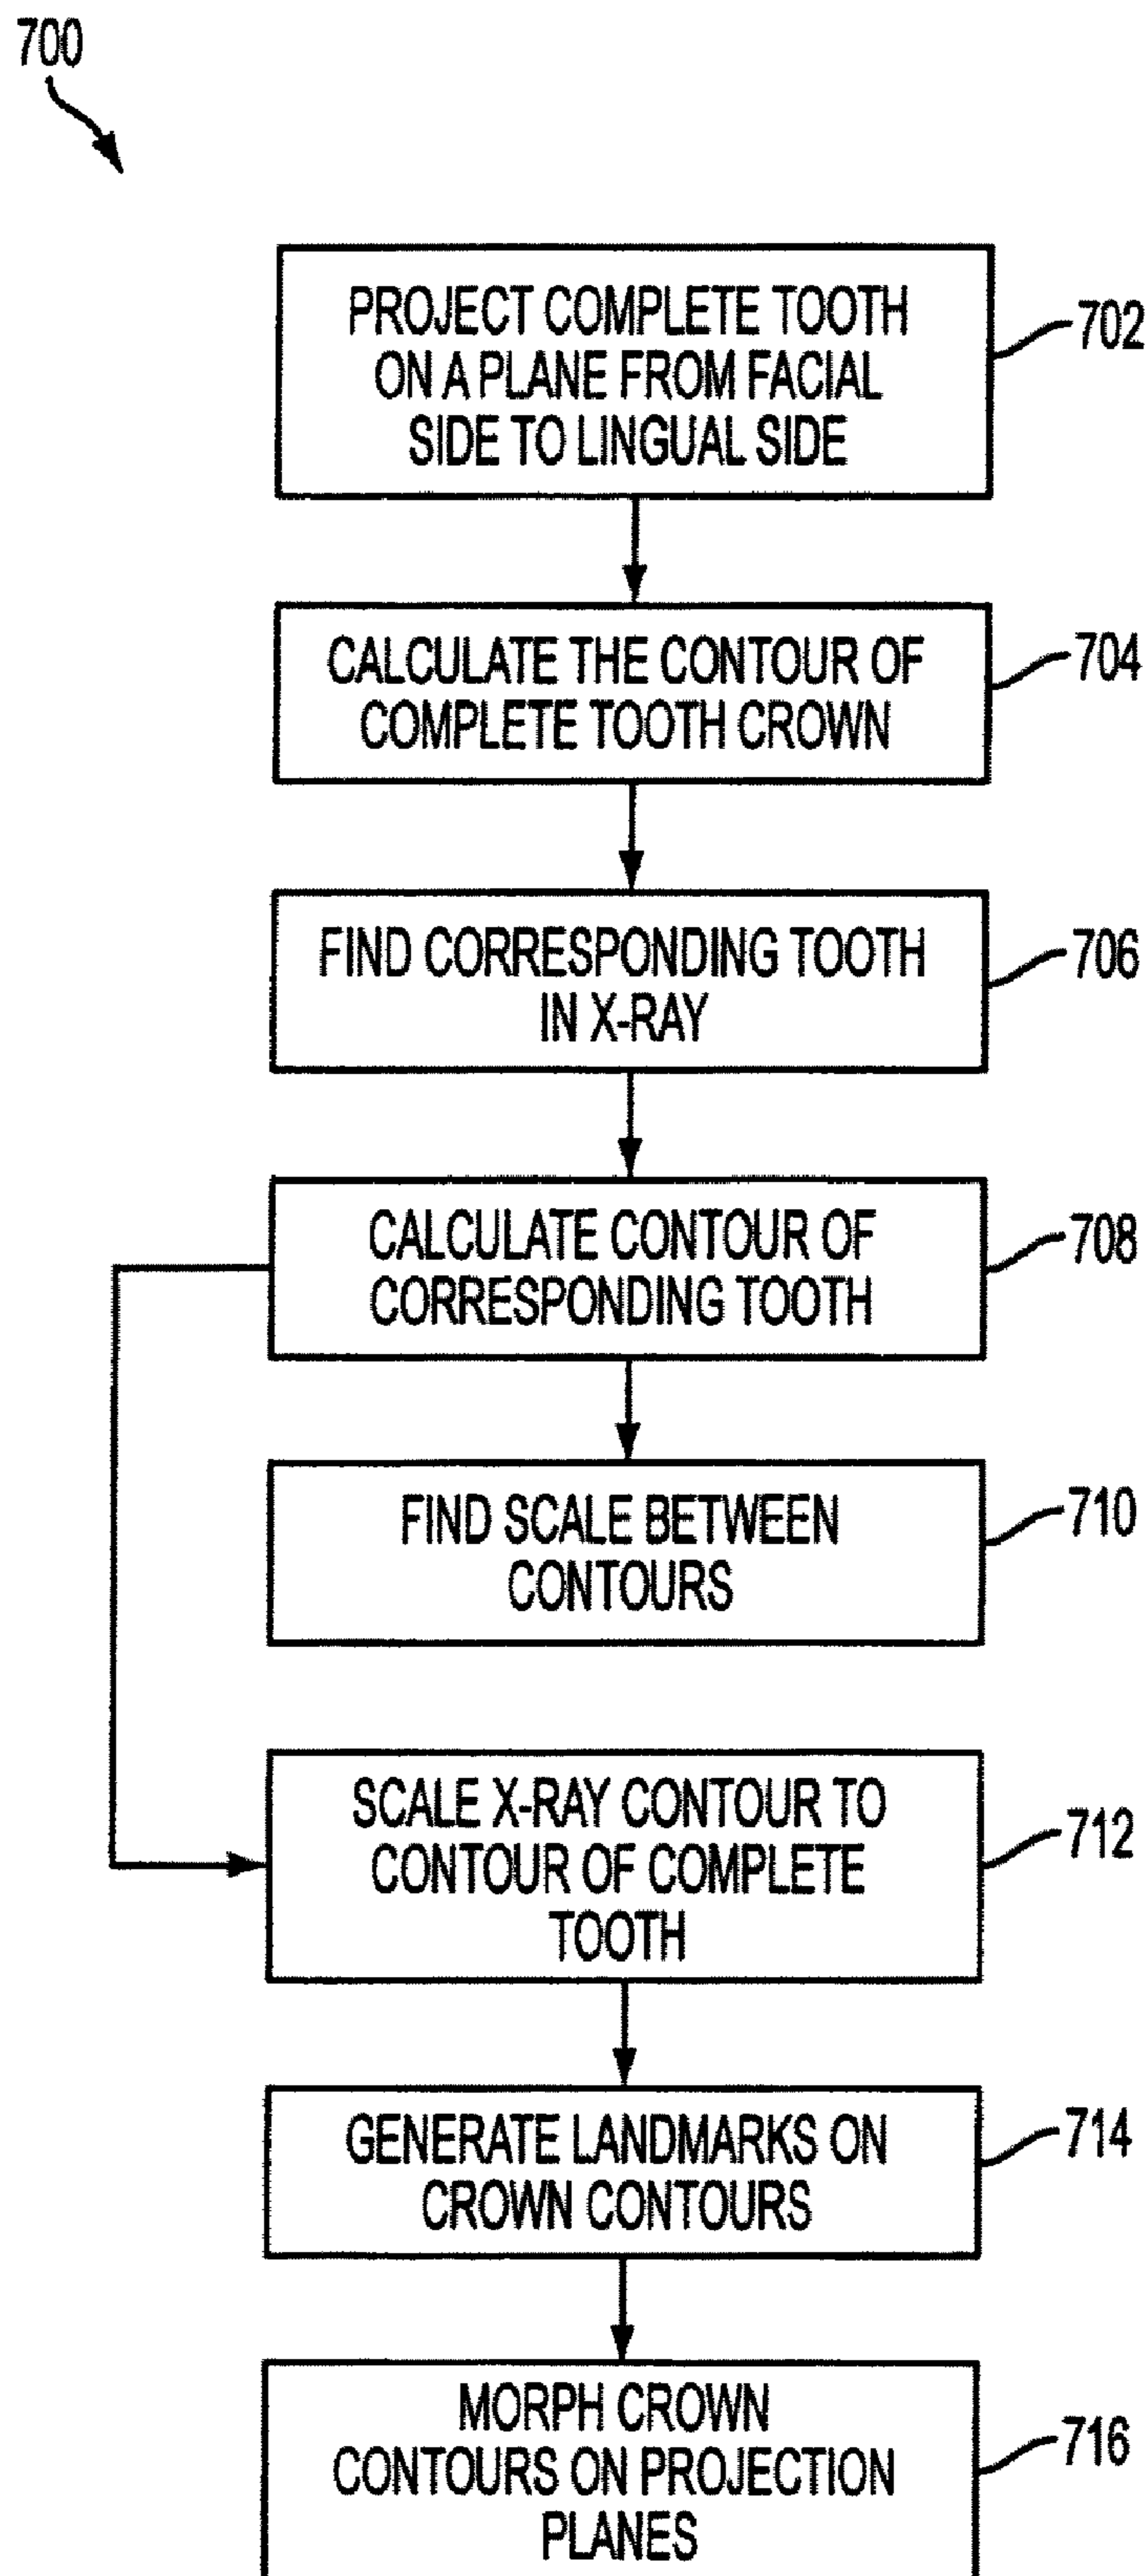 700
PROJECT COMPLETE TOOTH
ON A PLANE FROM FACIAL
SIDE TO LINGUAL SIDE
702
CALCULATE THE CONTOUR OF
COMPLETE TOOTH CROWN
704
FIND CORRESPONDING TOOTH
IN X-RAY
706
CALCULATE CONTOUR OF
CORRESPONDING TOOTH
708
FIND SCALE BETWEEN
CONTOURS
710
SCALE X-RAY CONTOUR TO
CONTOUR OF COMPLETE
TOOTH
712
GENERATE LANDMARKS ON
CROWN CONTOURS
714
MORPH CROWN
CONTOURS ON PROJECTION
PLANES
716